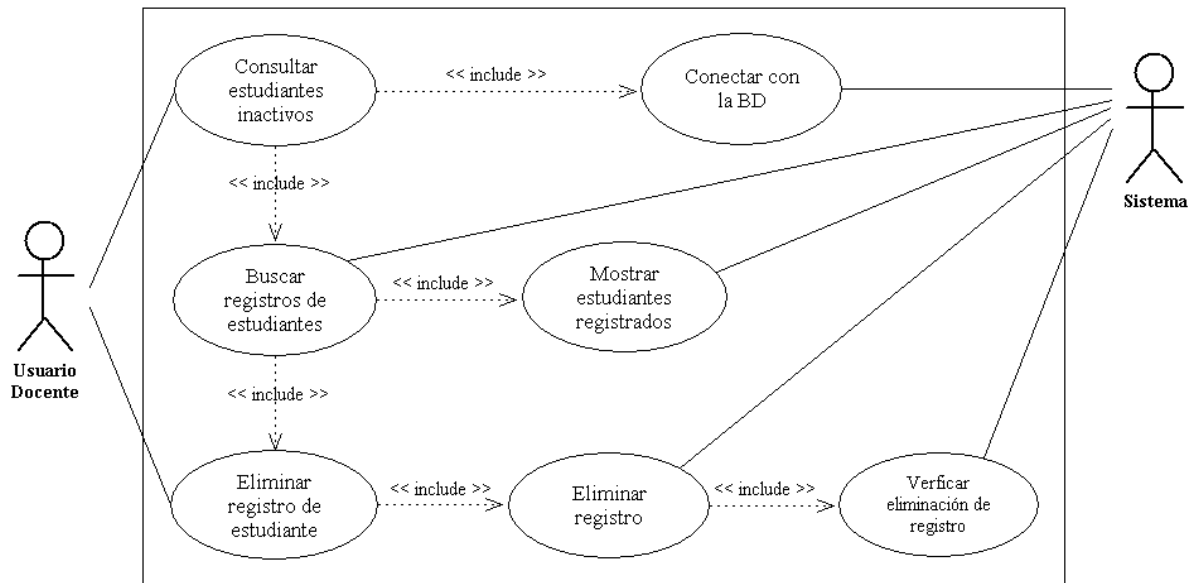 Consultar
estudiantes
inactivos
<< include >>
Conectar con
la BD
Sistema
<< include >>
Usuario
Docente
Buscar
registros de
estudiantes
<< include >>
Mostrar
estudiantes
registrados
<< include >>
Eliminar
registro de
estudiante
<< include >>
Eliminar
registro
<< include >>
Verficar
eliminación de
registro